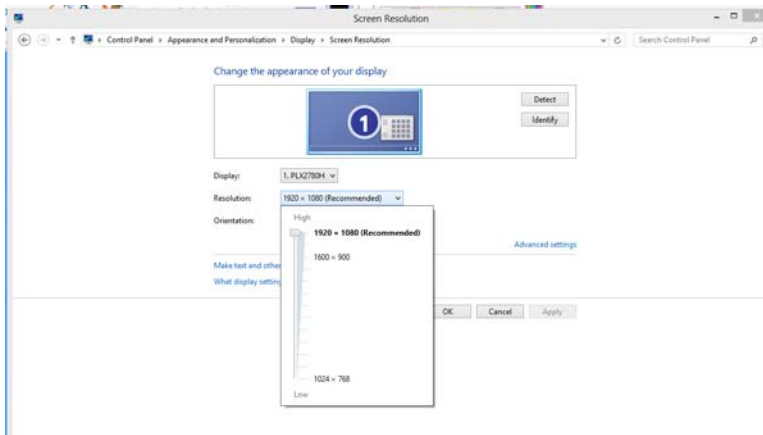 Screen Resolution
Control Panel › Appearance and Personalization › Display › Screen Resolution
Search Control Panel
Change the appearance of your display
1
Detect
Identify
Display: 1. PLX2780H
Resolution: 1920 × 1080 (Recommended)
Orientation:
High
1920 × 1080 (Recommended)
1600 × 900
1024 × 768
Low
Advanced settings
Make text and other
What display setting
OK Cancel Apply